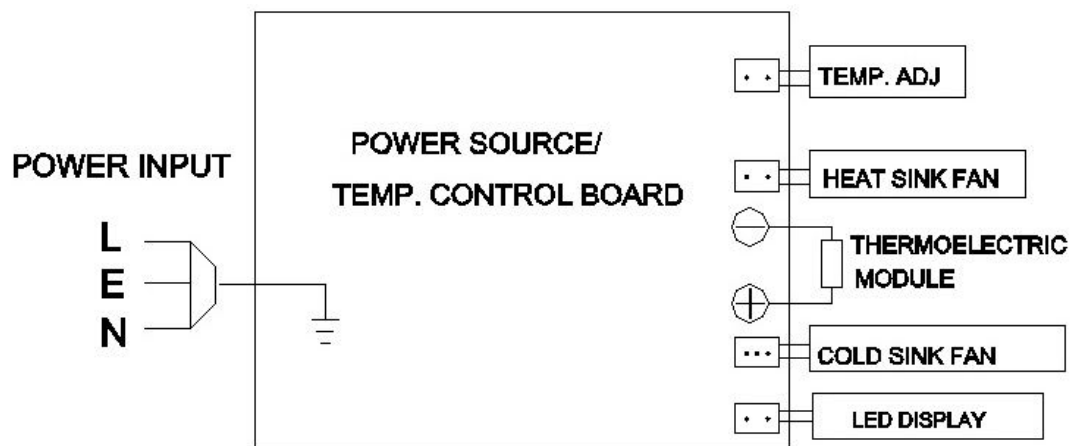 POWER INPUT
L
E
N
POWER SOURCE/
TEMP. CONTROL BOARD
TEMP. ADJ
HEAT SINK FAN
THERMOELECTRIC
MODULE
COLD SINK FAN
LED DISPLAY